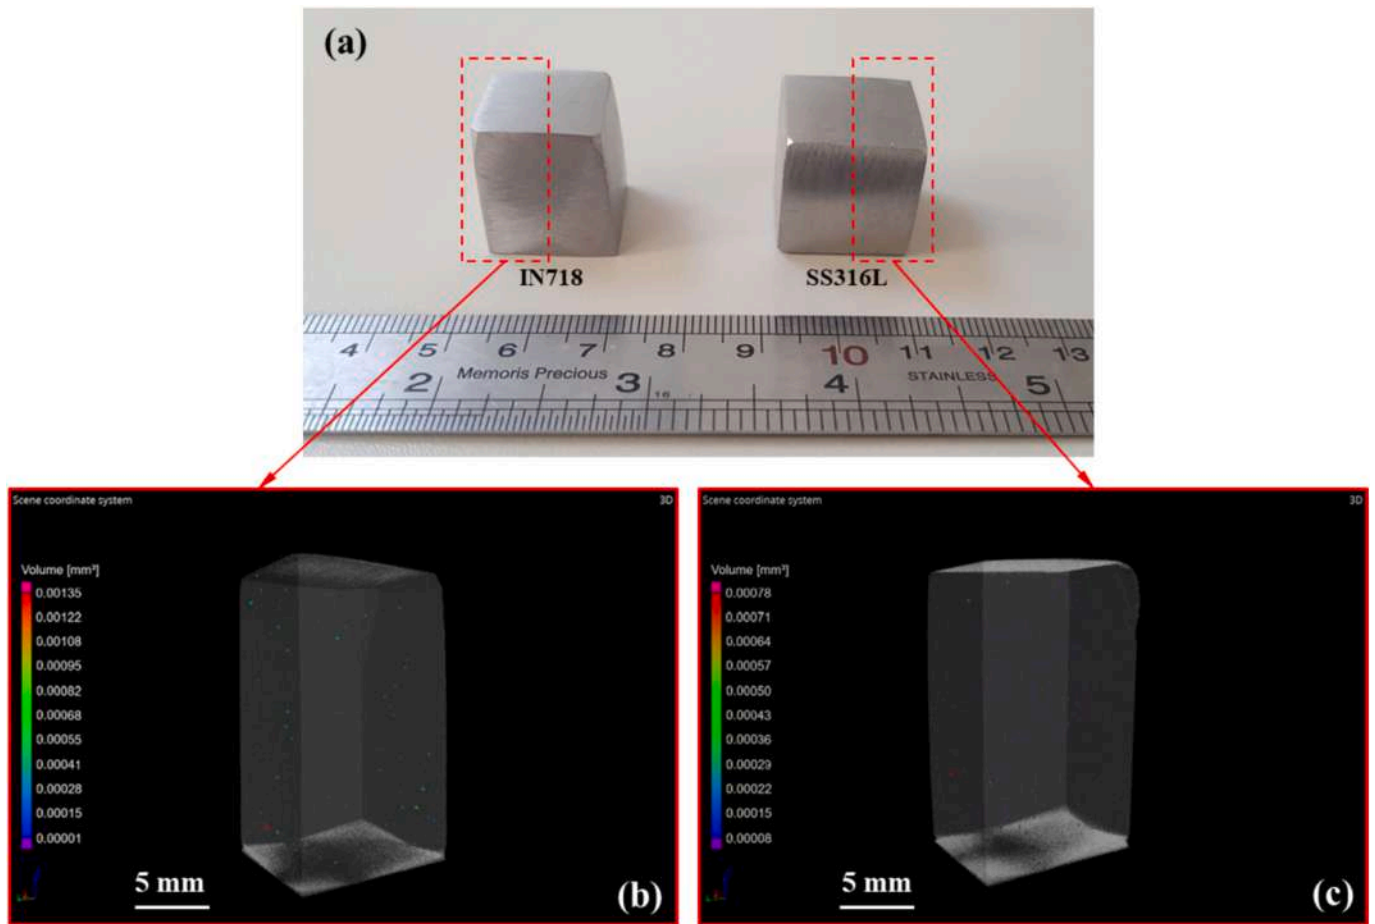 (a)
IN718
SS316L
4 5 6 7 8 9 10 11 12 13
Memoris Precious
STAINLESS
2 3 4 5
16
Scene coordinate system
3D
Volume [mm³]
0.00135
0.00122
0.00108
0.00095
0.00082
0.00068
0.00055
0.00041
0.00028
0.00015
0.00001
5 mm
(b)
Scene coordinate system
3D
Volume [mm³]
0.00078
0.00071
0.00064
0.00057
0.00050
0.00043
0.00036
0.00029
0.00022
0.00015
0.00008
5 mm
(c)